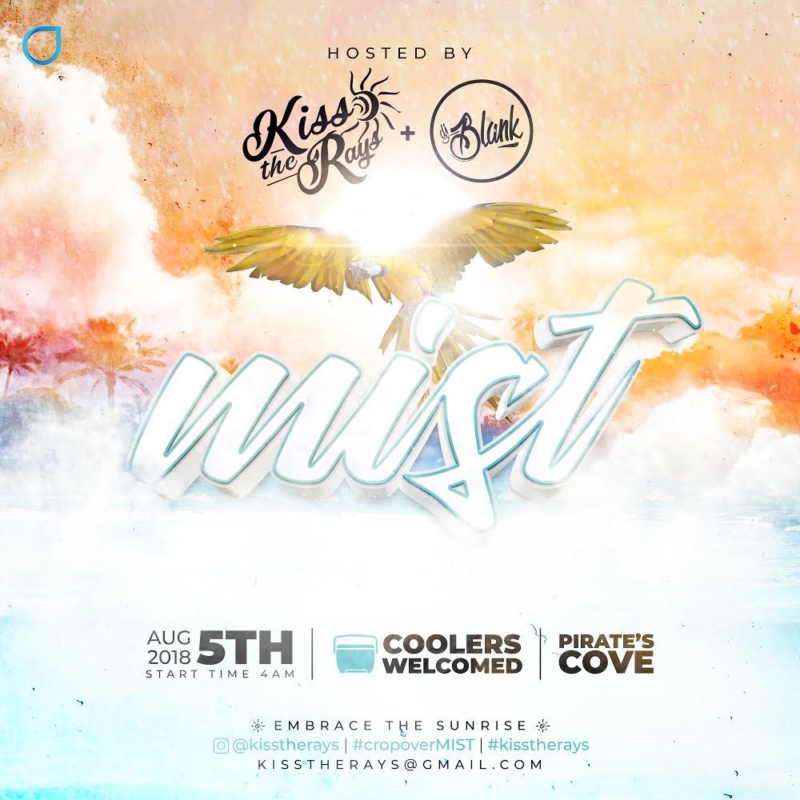 HOSTED BY
Kiss
the Rays
+
Blank
mist
AUG
2018
5TH
START TIME 4AM
COOLERS
WELCOMED
PIRATE'S
COVE
EMBRACE THE SUNRISE
@kisstherays | #cropoverMIST | #kisstherays
KISSTHERAYS@GMAIL.COM